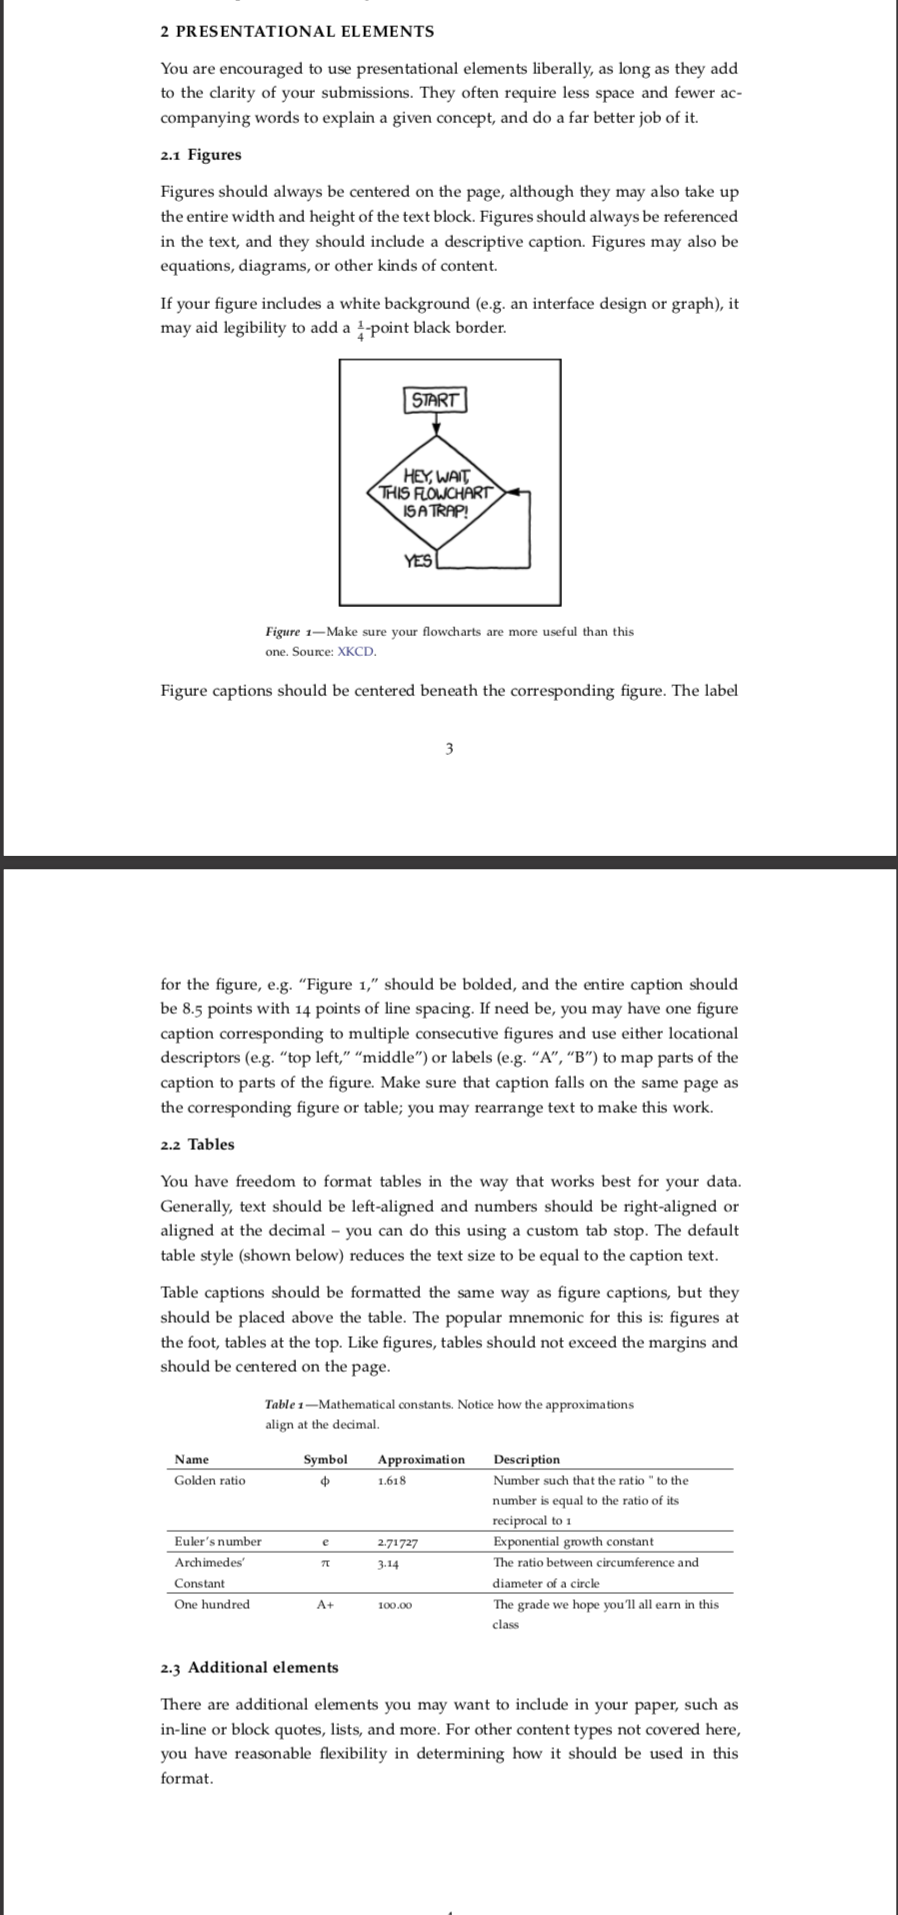 2 PRESENTATIONAL ELEMENTS
You are encouraged to use presentational elements liberally, as long as they add
to the clarity of your submissions. They often require less space and fewer ac-
companying words to explain a given concept, and do a far better job of it.
2.1 Figures
Figures should always be centered on the page, although they may also take up
the entire width and height of the text block. Figures should always be referenced
in the text, and they should include a descriptive caption. Figures may also be
equations, diagrams, or other kinds of content.
If your figure includes a white background (e.g. an interface design or graph), it
may aid legibility to add a 1/4-point black border.
START
HEY, WAIT,
THIS FLOWCHART
IS A TRAP!
YES
Figure 1—Make sure your flowcharts are more useful than this
one. Source: XKCD.
Figure captions should be centered beneath the corresponding figure. The label
3
for the figure, e.g. “Figure 1,” should be bolded, and the entire caption should
be 8.5 points with 14 points of line spacing. If need be, you may have one figure
caption corresponding to multiple consecutive figures and use either locational
descriptors (e.g. “top left,” “middle”) or labels (e.g. “A”, “B”) to map parts of the
caption to parts of the figure. Make sure that caption falls on the same page as
the corresponding figure or table; you may rearrange text to make this work.
2.2 Tables
You have freedom to format tables in the way that works best for your data.
Generally, text should be left-aligned and numbers should be right-aligned or
aligned at the decimal – you can do this using a custom tab stop. The default
table style (shown below) reduces the text size to be equal to the caption text.
Table captions should be formatted the same way as figure captions, but they
should be placed above the table. The popular mnemonic for this is: figures at
the foot, tables at the top. Like figures, tables should not exceed the margins and
should be centered on the page.
Table 1—Mathematical constants. Notice how the approximations
align at the decimal.
Name Symbol Approximation Description
Golden ratio ϕ 1.618 Number such that the ratio " to the
number is equal to the ratio of its
reciprocal to 1
Euler's number e 2.71727 Exponential growth constant
Archimedes' π 3.14 The ratio between circumference and
Constant diameter of a circle
One hundred A+ 100.00 The grade we hope you'll all earn in this
class
2.3 Additional elements
There are additional elements you may want to include in your paper, such as
in-line or block quotes, lists, and more. For other content types not covered here,
you have reasonable flexibility in determining how it should be used in this
format.